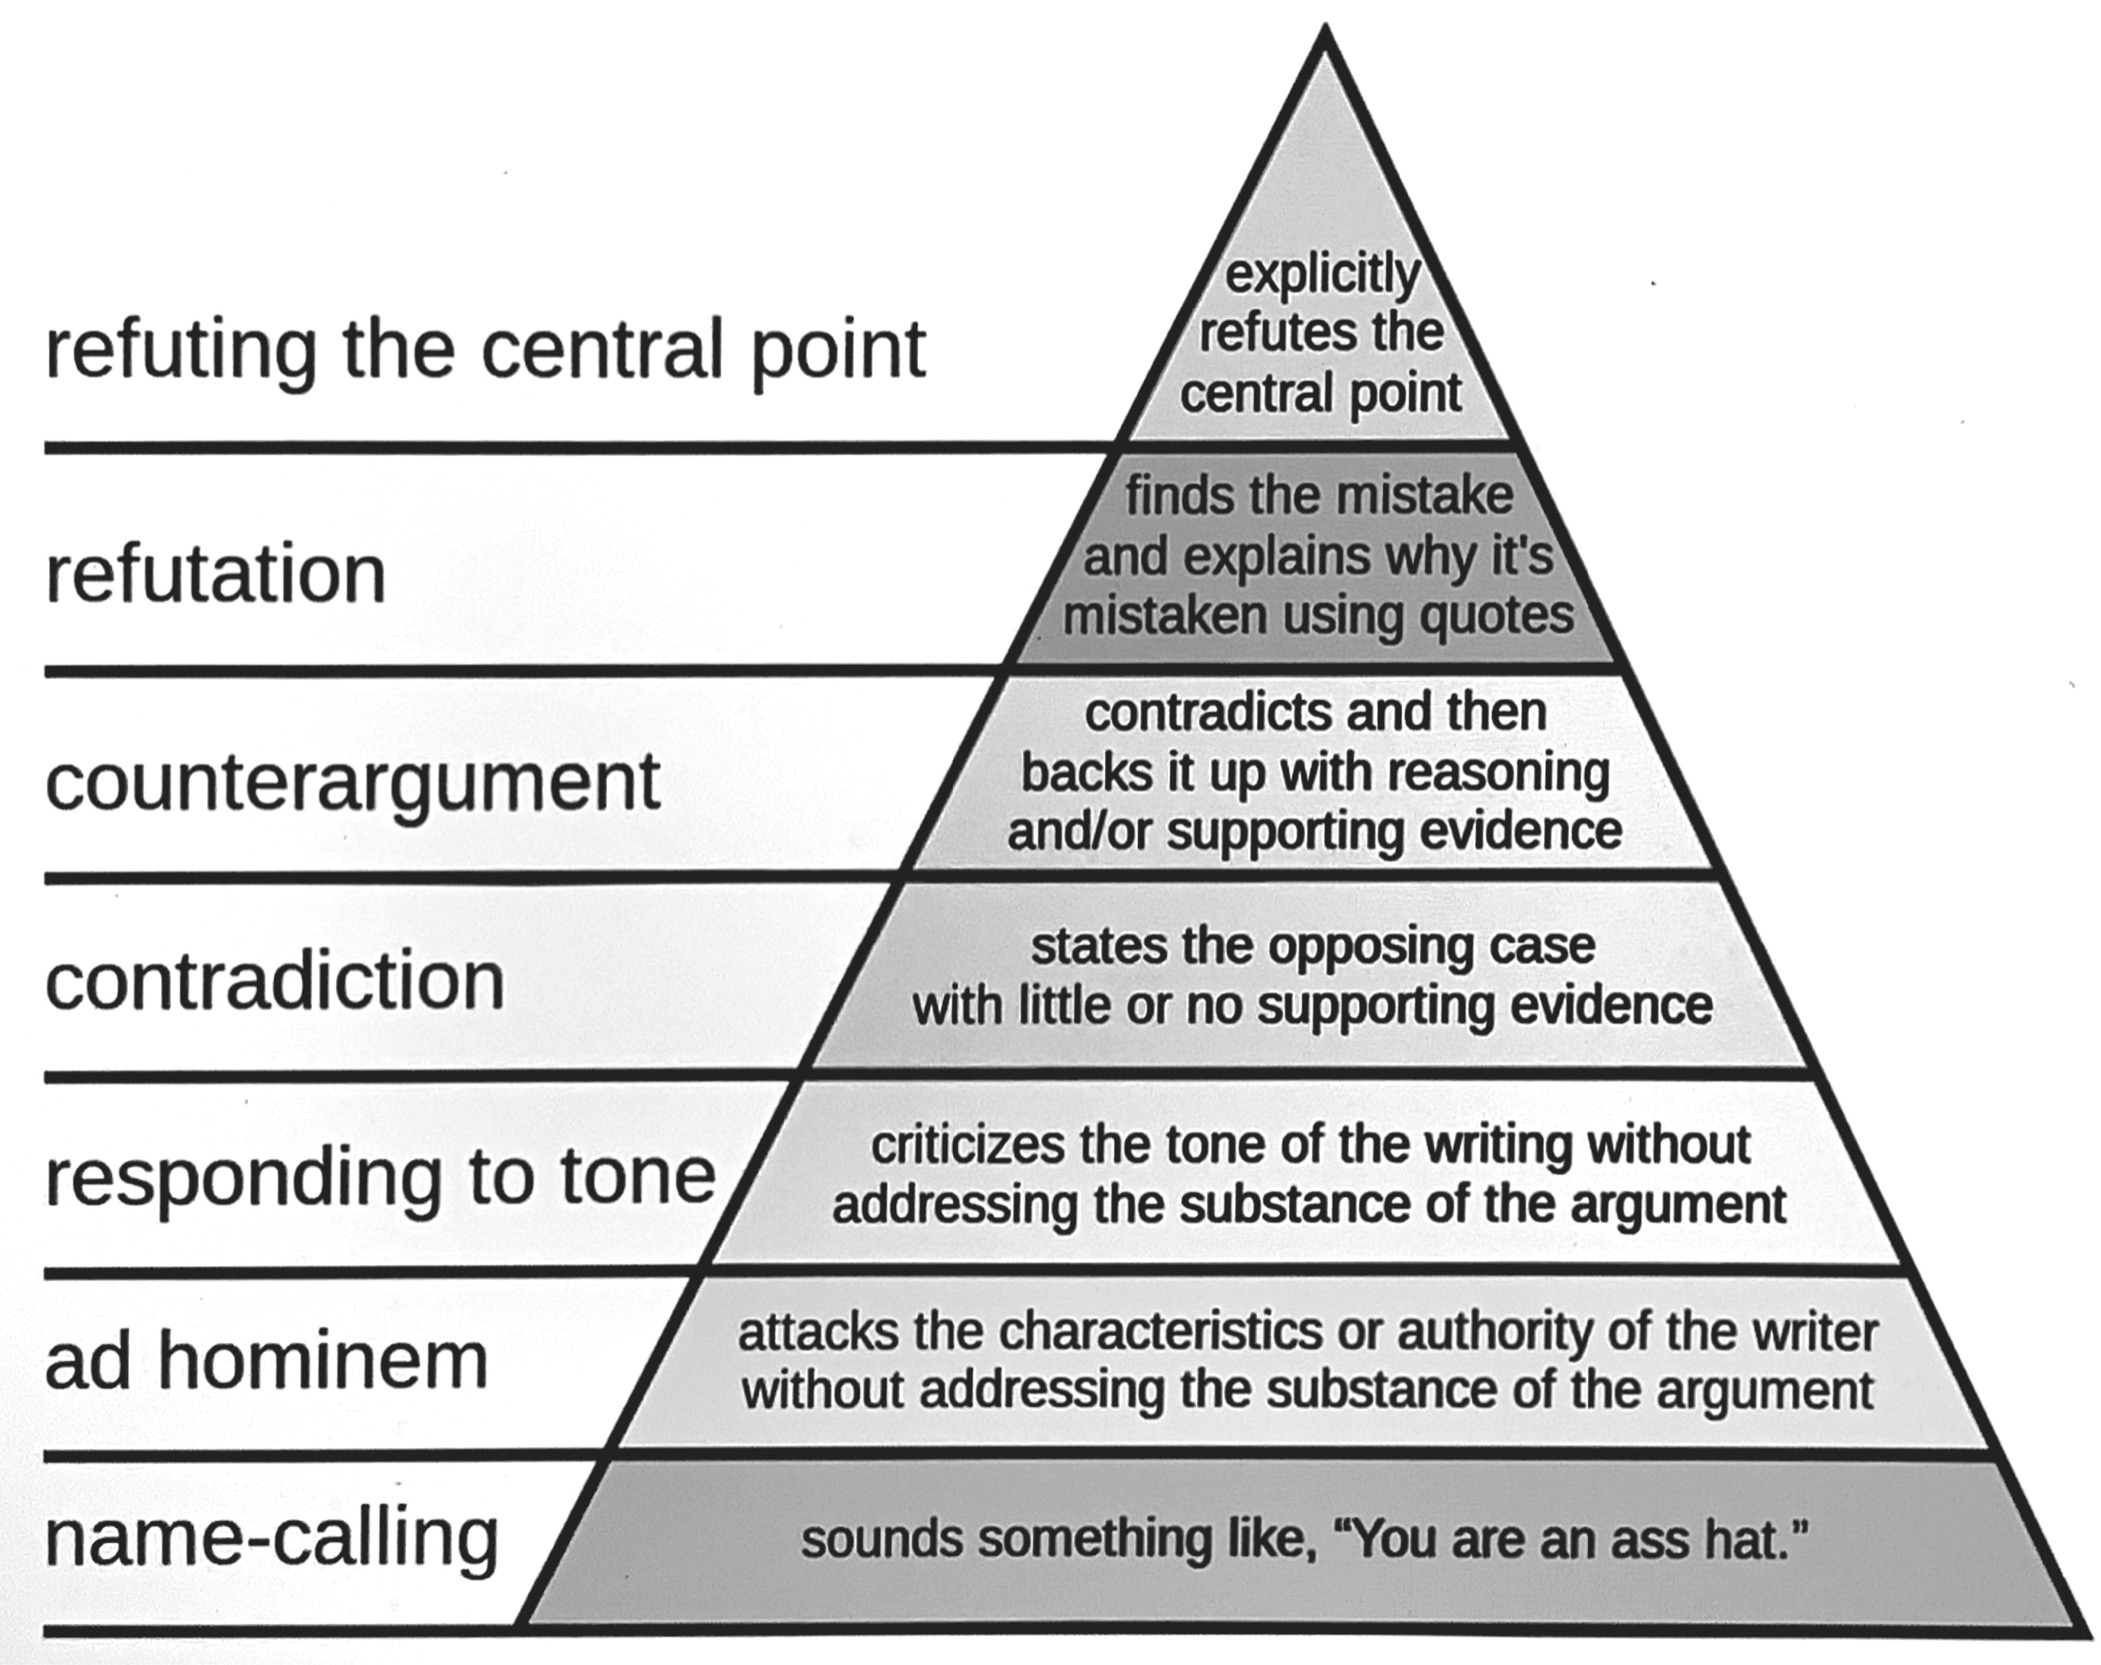 refuting the central point
explicitly
refutes the
central point
refutation
finds the mistake
and explains why it's
mistaken using quotes
counterargument
contradicts and then
backs it up with reasoning
and/or supporting evidence
contradiction
states the opposing case
with little or no supporting evidence
responding to tone
criticizes the tone of the writing without
addressing the substance of the argument
ad hominem
attacks the characteristics or authority of the writer
without addressing the substance of the argument
name-calling
sounds something like, “You are an ass hat.”